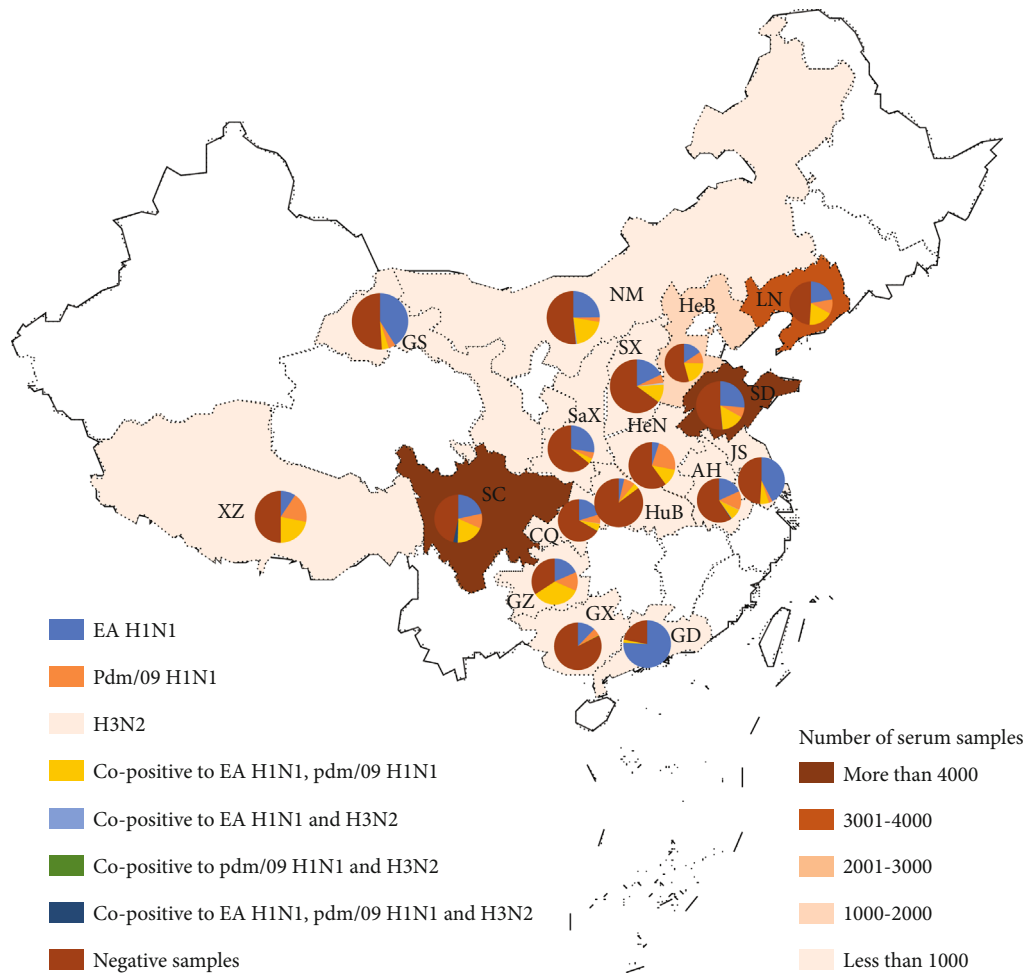 NM
HeB
LN
GS
SX
SD
SaX
HeN
JS
AH
XZ
SC
HuB
CQ
GZ
GX
GD
EA H1N1
Pdm/09 H1N1
H3N2
Co-positive to EA H1N1, pdm/09 H1N1
Co-positive to EA H1N1 and H3N2
Co-positive to pdm/09 H1N1 and H3N2
Co-positive to EA H1N1, pdm/09 H1N1 and H3N2
Negative samples
Number of serum samples
More than 4000
3001-4000
2001-3000
1000-2000
Less than 1000